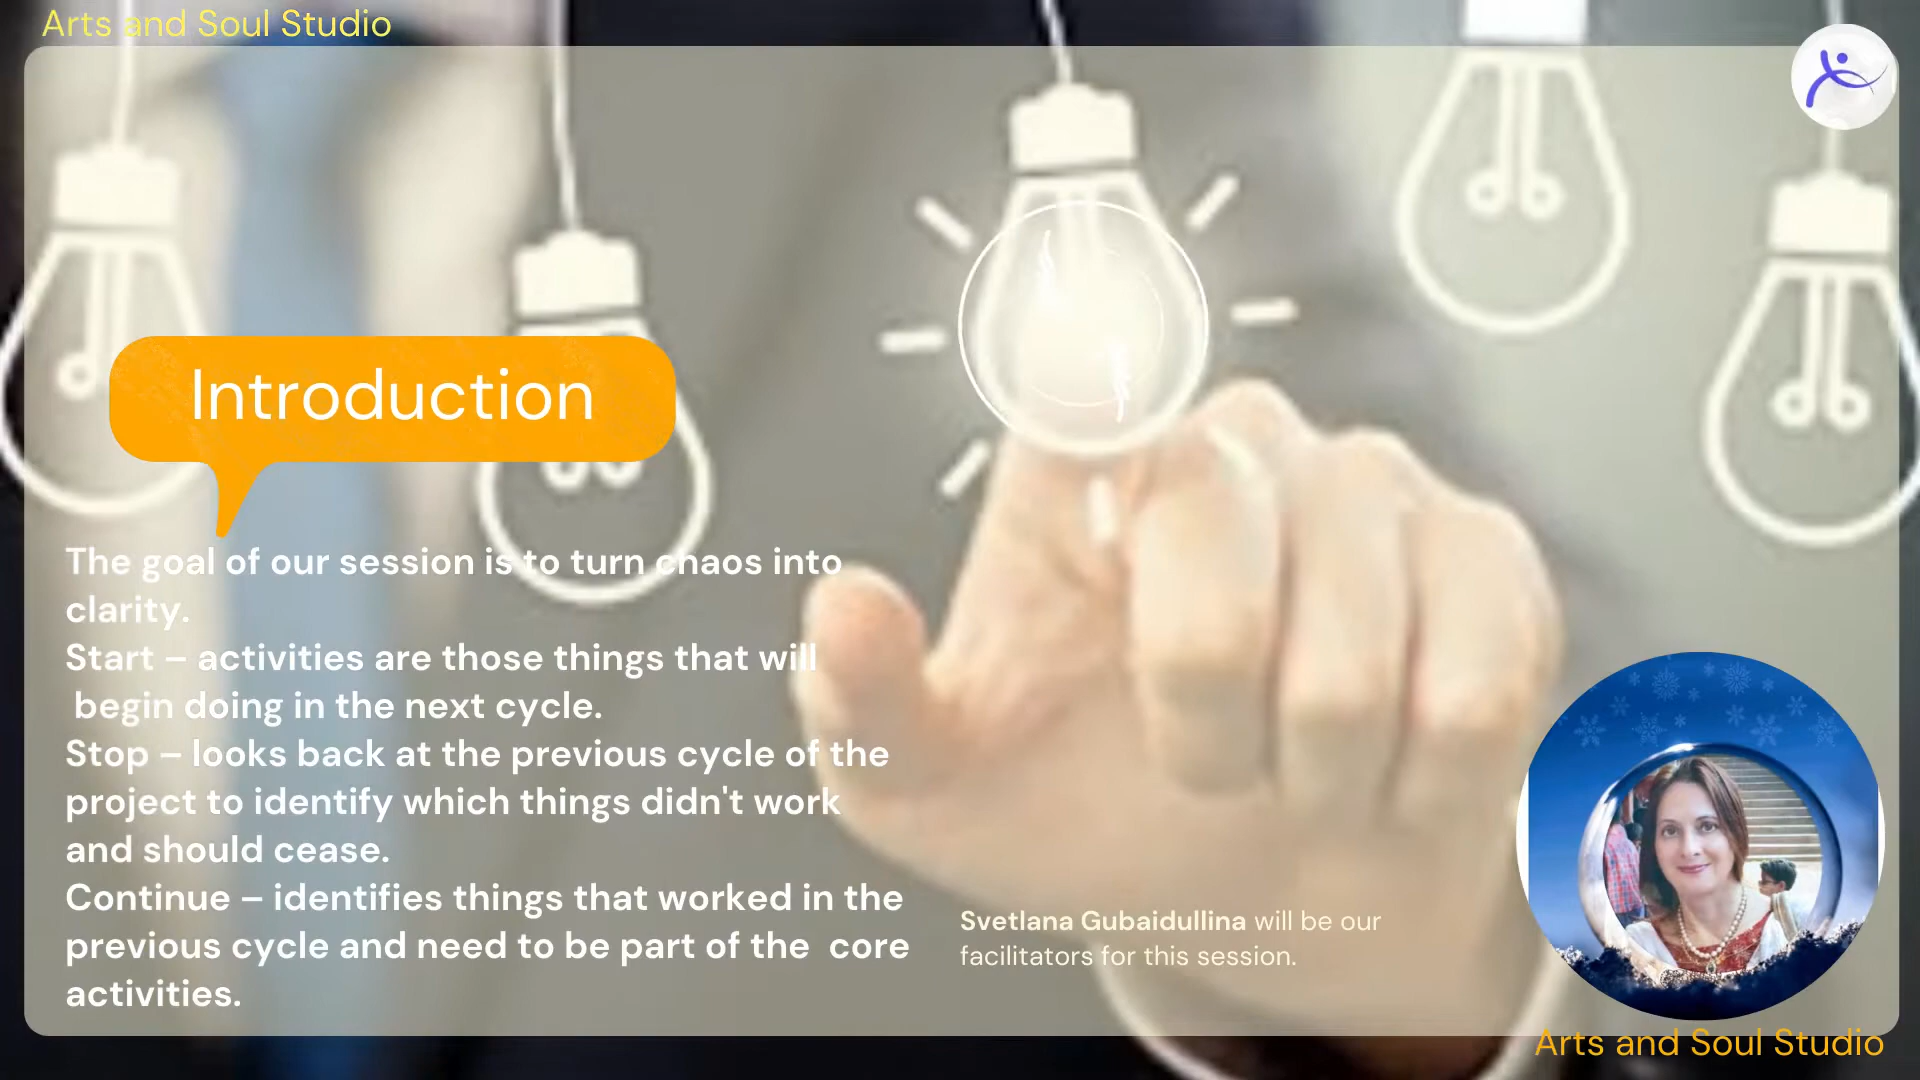 Arts and Soul Studio
Introduction
The goal of our session is to turn chaos into
clarity.
Start – activities are those things that will
begin doing in the next cycle.
Stop – looks back at the previous cycle of the
project to identify which things didn't work
and should cease.
Continue – identifies things that worked in the
previous cycle and need to be part of the  core
activities.
Svetlana Gubaidullina will be our
facilitators for this session.
Arts and Soul Studio